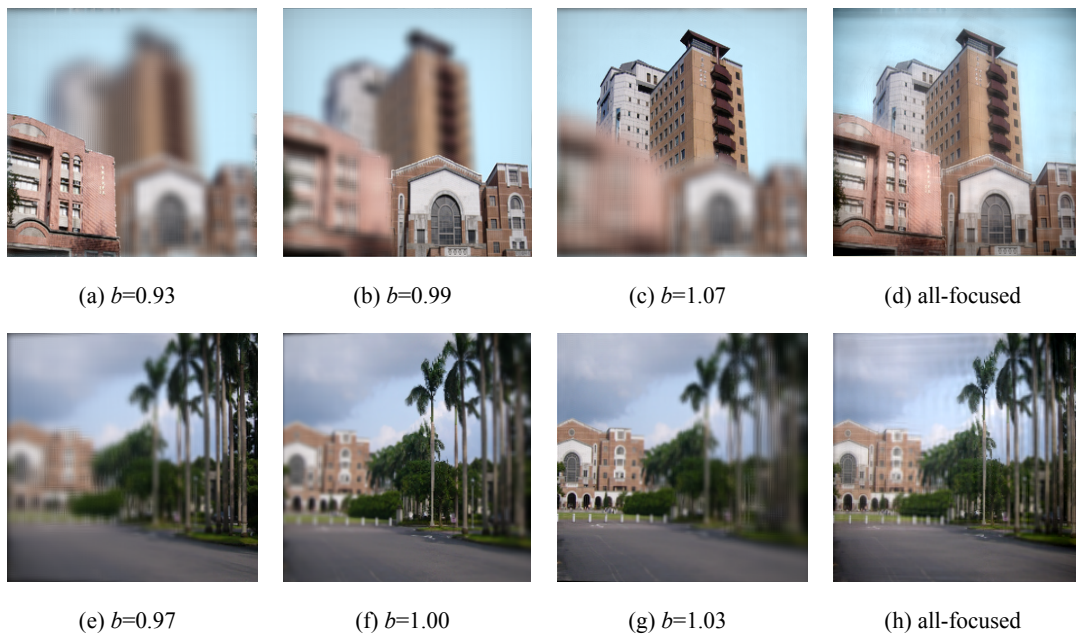 (a) b=0.93
(b) b=0.99
(c) b=1.07
(d) all-focused
(e) b=0.97
(f) b=1.00
(g) b=1.03
(h) all-focused